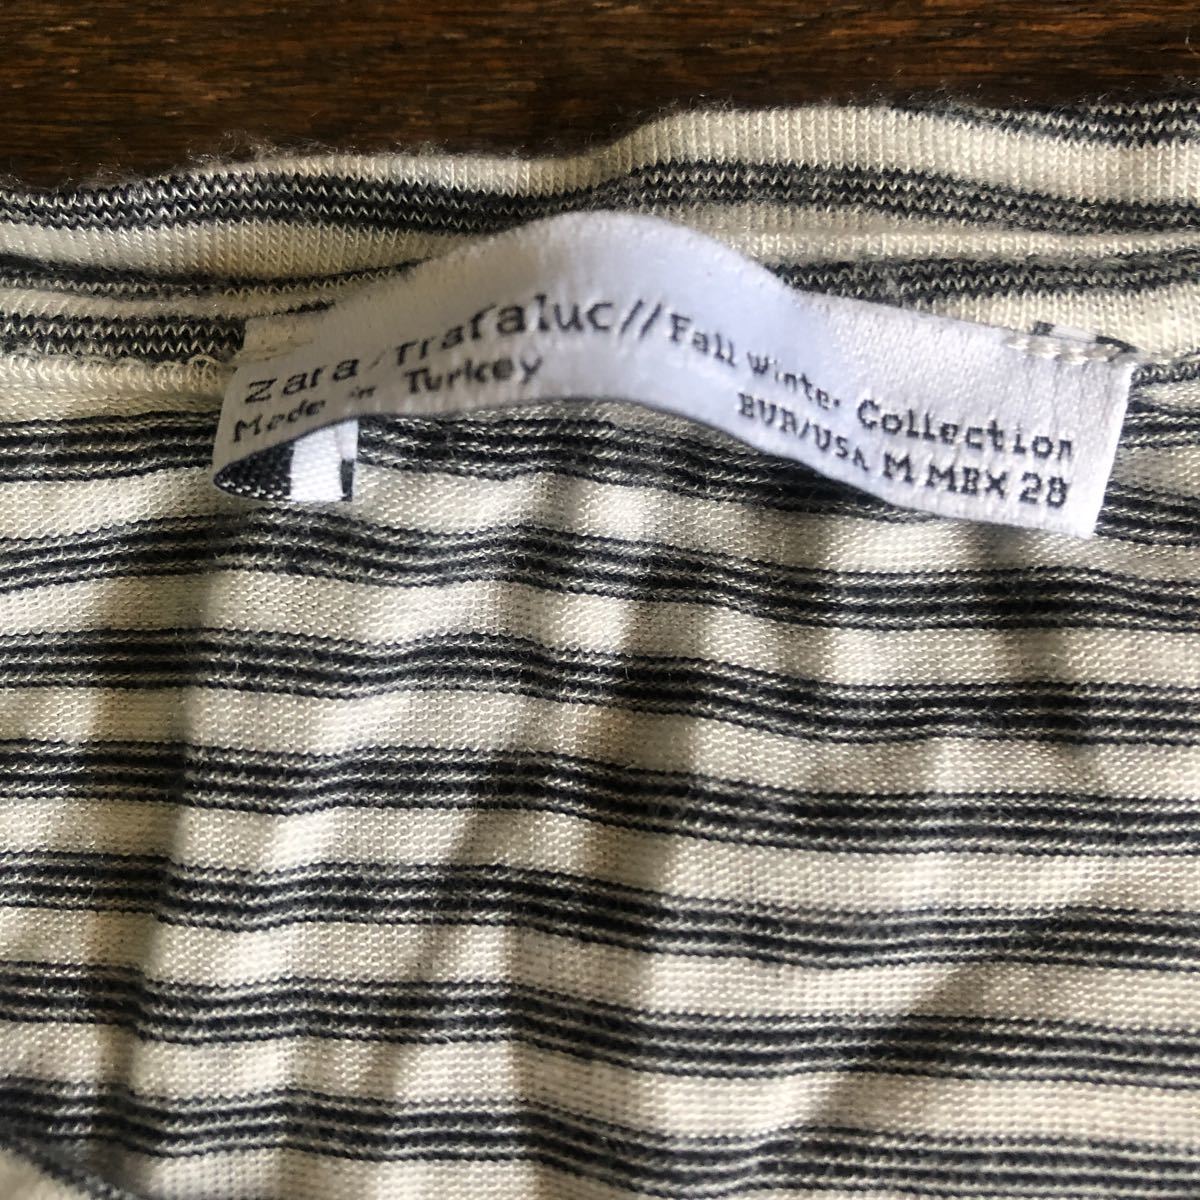 Zara / Trafaluc // Fall Winter Collection
Made in Turkey EUR/USA M MEX 28